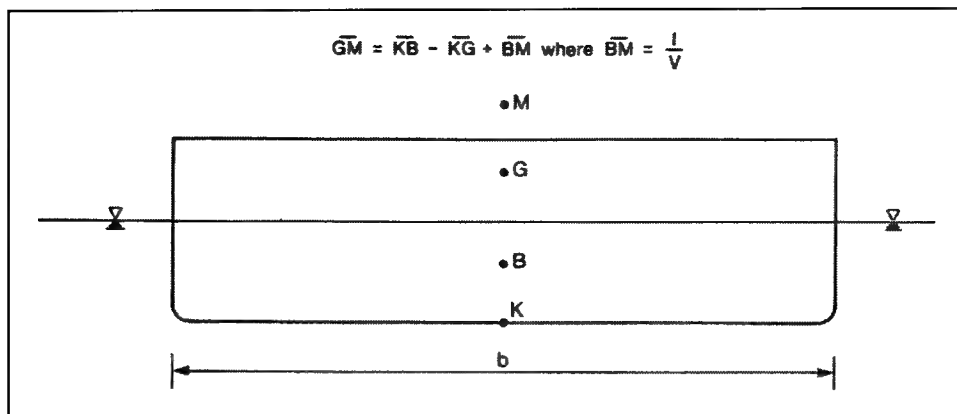 GM = KB - KG + BM where BM = I/V
M
G
B
K
b